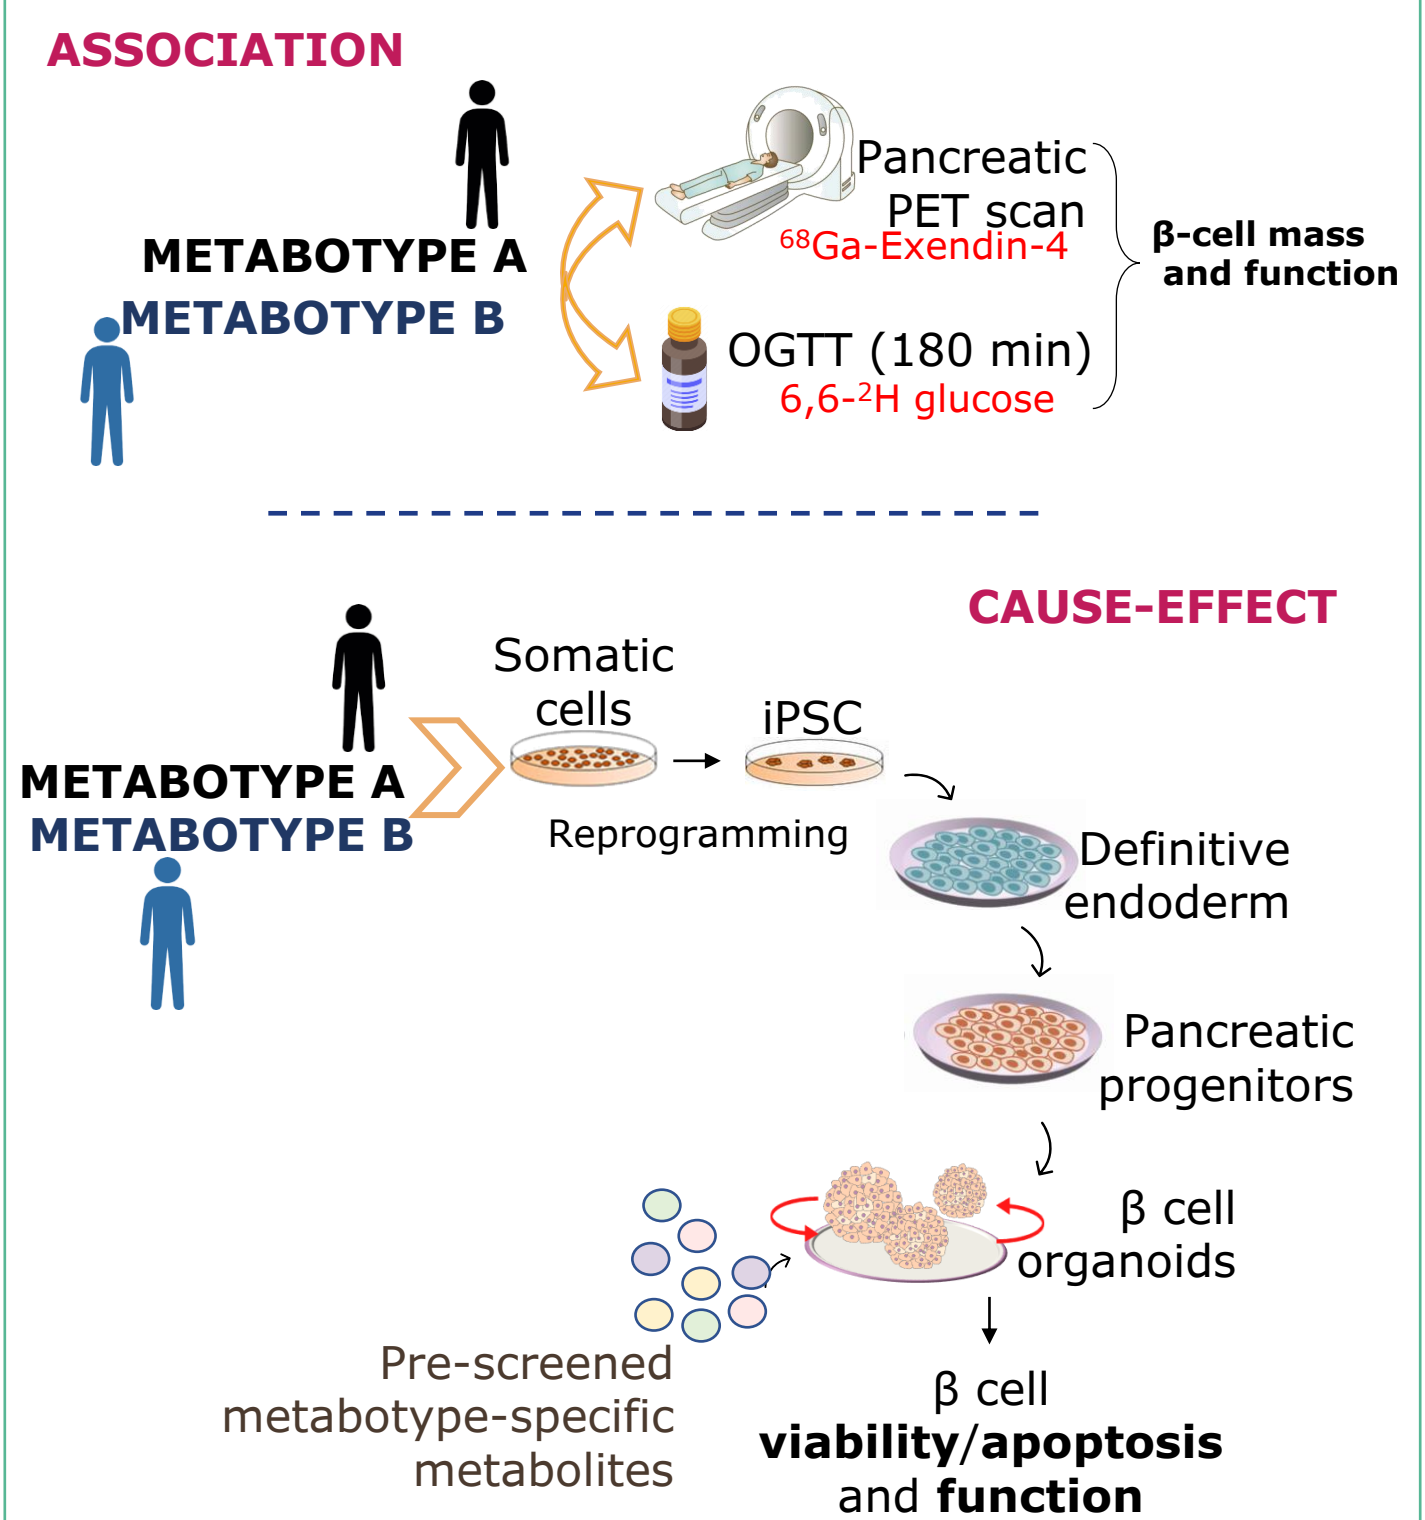 ASSOCIATION
Pancreatic
PET scan
⁶⁸Ga-Exendin-4
β-cell mass
and function
METABOTYPE A
METABOTYPE B
OGTT (180 min)
6,6-²H glucose
CAUSE-EFFECT
Somatic
cells
iPSC
METABOTYPE A
METABOTYPE B
Reprogramming
Definitive
endoderm
Pancreatic
progenitors
β cell
organoids
Pre-screened
metabotype-specific
metabolites
β cell
viability/apoptosis
and function